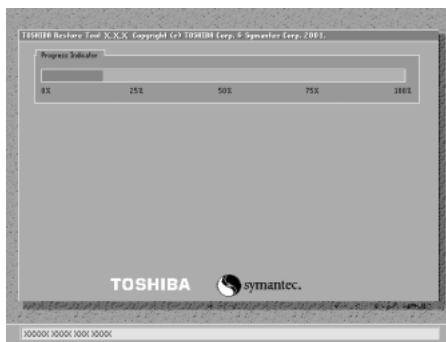 TOSHIBA Restore Tool X.X.X Copyright (c) TOSHIBA Corp. & Symantec Corp. 2001.
Progress Indicator
0% 25% 50% 75% 100%
TOSHIBA symantec.
XXXXX XXXX XXX XXXX